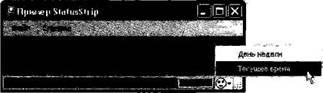 Пример StatusStrip
День недели
Текущее время